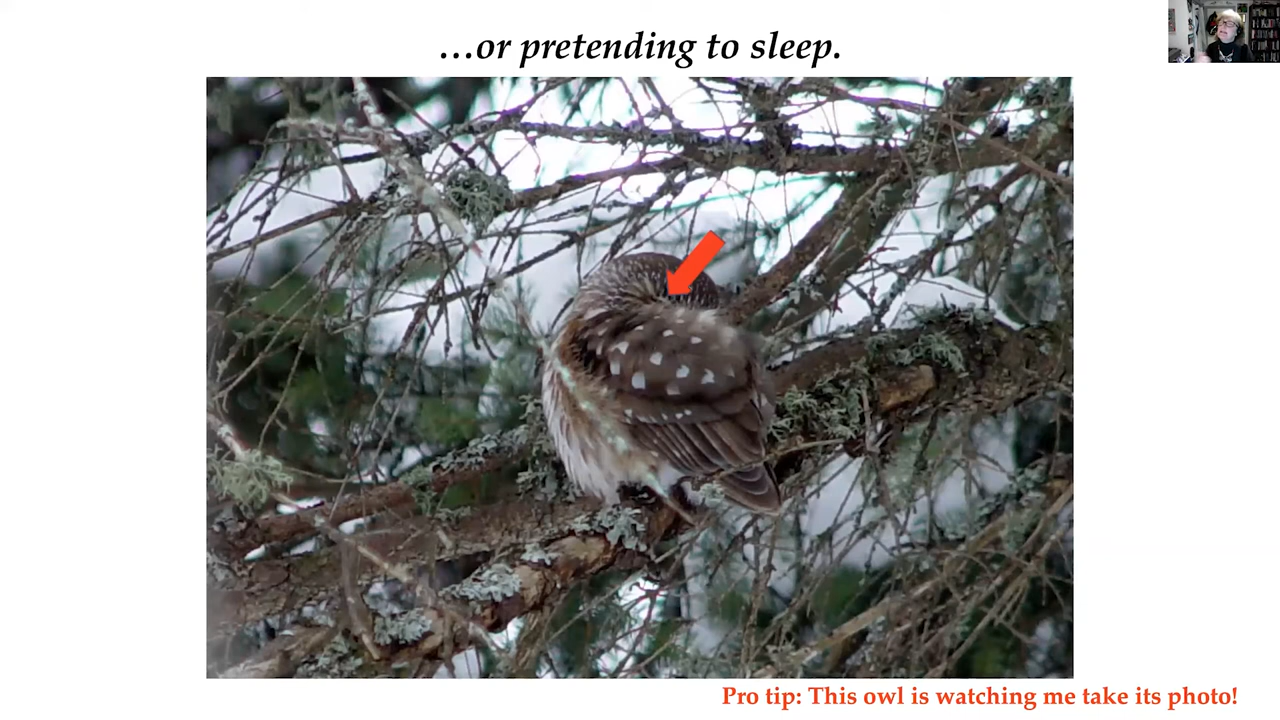 …or pretending to sleep.
Pro tip: This owl is watching me take its photo!